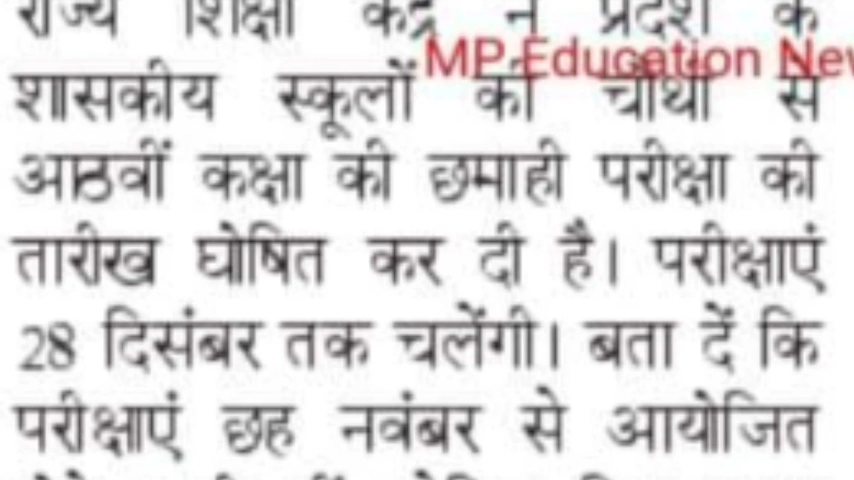 राज्य शिक्षा केंद्र ने प्रदेश के
MP Education New
शासकीय स्कूलों की चौथी से
आठवीं कक्षा की छमाही परीक्षा की
तारीख घोषित कर दी है। परीक्षाएं
28 दिसंबर तक चलेंगी। बता दें कि
परीक्षाएं छह नवंबर से आयोजित